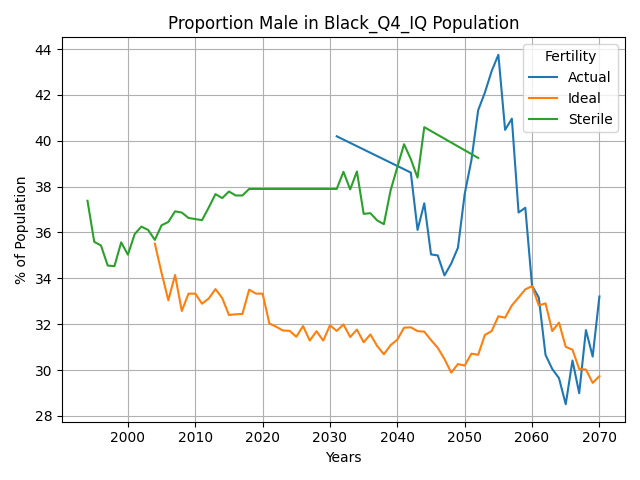 Proportion Male in Black_Q4_IQ Population
Fertility
Actual
Ideal
Sterile
% of Population
44
42
40
38
36
34
32
30
28
2000
2010
2020
2030
2040
2050
2060
2070
Years